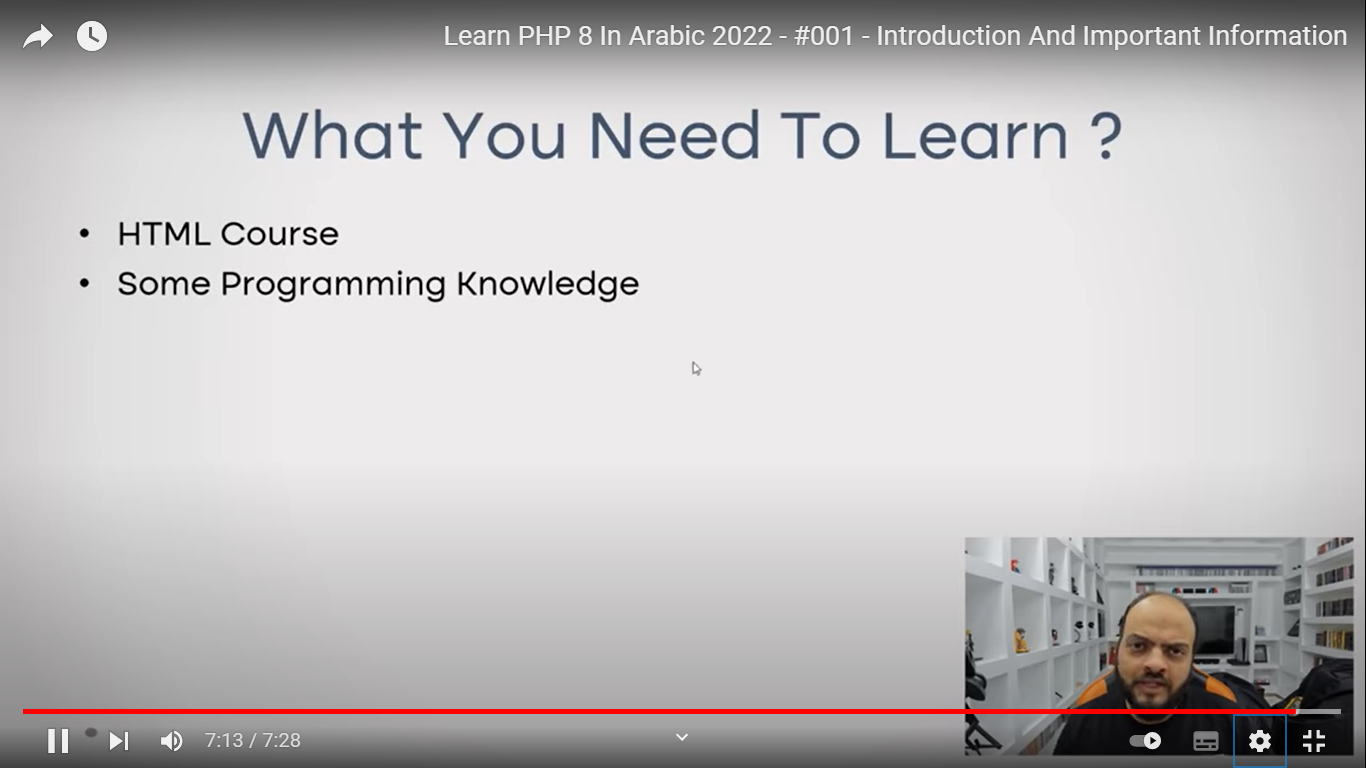 Learn PHP 8 In Arabic 2022 - #001 - Introduction And Important Information
What You Need To Learn ?
• HTML Course
• Some Programming Knowledge
7:13 / 7:28